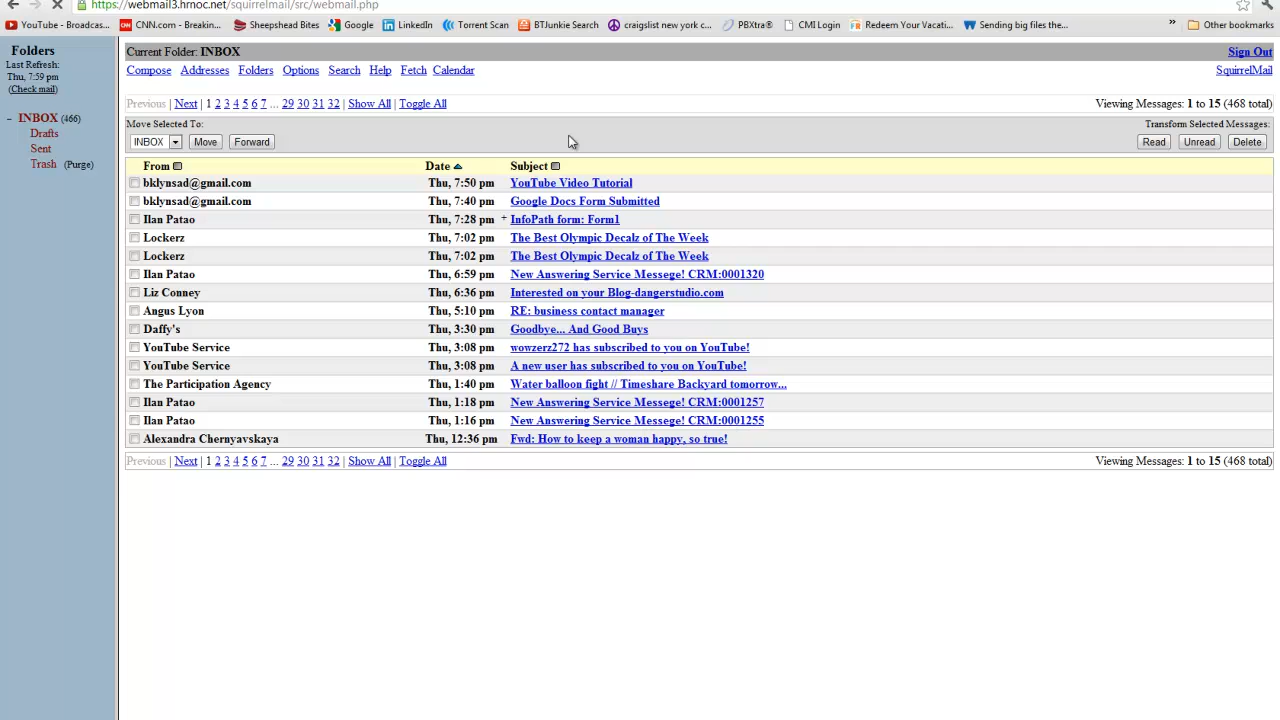 https://webmail3.hrnoc.net/squirrelmail/src/webmail.php
YouTube - Broadcas... CNN.com - Breakin... Sheepshead Bites Google LinkedIn Torrent Scan BTJunkie Search craigslist new york c... PBXtra® CMI Login Redeem Your Vacati... Sending big files the... » Other bookmarks
Folders
Last Refresh:
Thu, 7:59 pm
(Check mail)
– INBOX (466)
Drafts
Sent
Trash (Purge)
Current Folder: INBOX Sign Out
Compose Addresses Folders Options Search Help Fetch Calendar SquirrelMail
Previous | Next | 1 2 3 4 5 6 7 ... 29 30 31 32 | Show All | Toggle All Viewing Messages: 1 to 15 (468 total)
Move Selected To: Transform Selected Messages:
INBOX Move Forward Read Unread Delete
From Date Subject
bklynsad@gmail.com Thu, 7:50 pm YouTube Video Tutorial
bklynsad@gmail.com Thu, 7:40 pm Google Docs Form Submitted
Ilan Patao Thu, 7:28 pm + InfoPath form: Form1
Lockerz Thu, 7:02 pm The Best Olympic Decalz of The Week
Lockerz Thu, 7:02 pm The Best Olympic Decalz of The Week
Ilan Patao Thu, 6:59 pm New Answering Service Messege! CRM:0001320
Liz Conney Thu, 6:36 pm Interested on your Blog-dangerstudio.com
Angus Lyon Thu, 5:10 pm RE: business contact manager
Daffy's Thu, 3:30 pm Goodbye... And Good Buys
YouTube Service Thu, 3:08 pm wowzerz272 has subscribed to you on YouTube!
YouTube Service Thu, 3:08 pm A new user has subscribed to you on YouTube!
The Participation Agency Thu, 1:40 pm Water balloon fight // Timeshare Backyard tomorrow...
Ilan Patao Thu, 1:18 pm New Answering Service Messege! CRM:0001257
Ilan Patao Thu, 1:16 pm New Answering Service Messege! CRM:0001255
Alexandra Chernyavskaya Thu, 12:36 pm Fwd: How to keep a woman happy, so true!
Previous | Next | 1 2 3 4 5 6 7 ... 29 30 31 32 | Show All | Toggle All Viewing Messages: 1 to 15 (468 total)